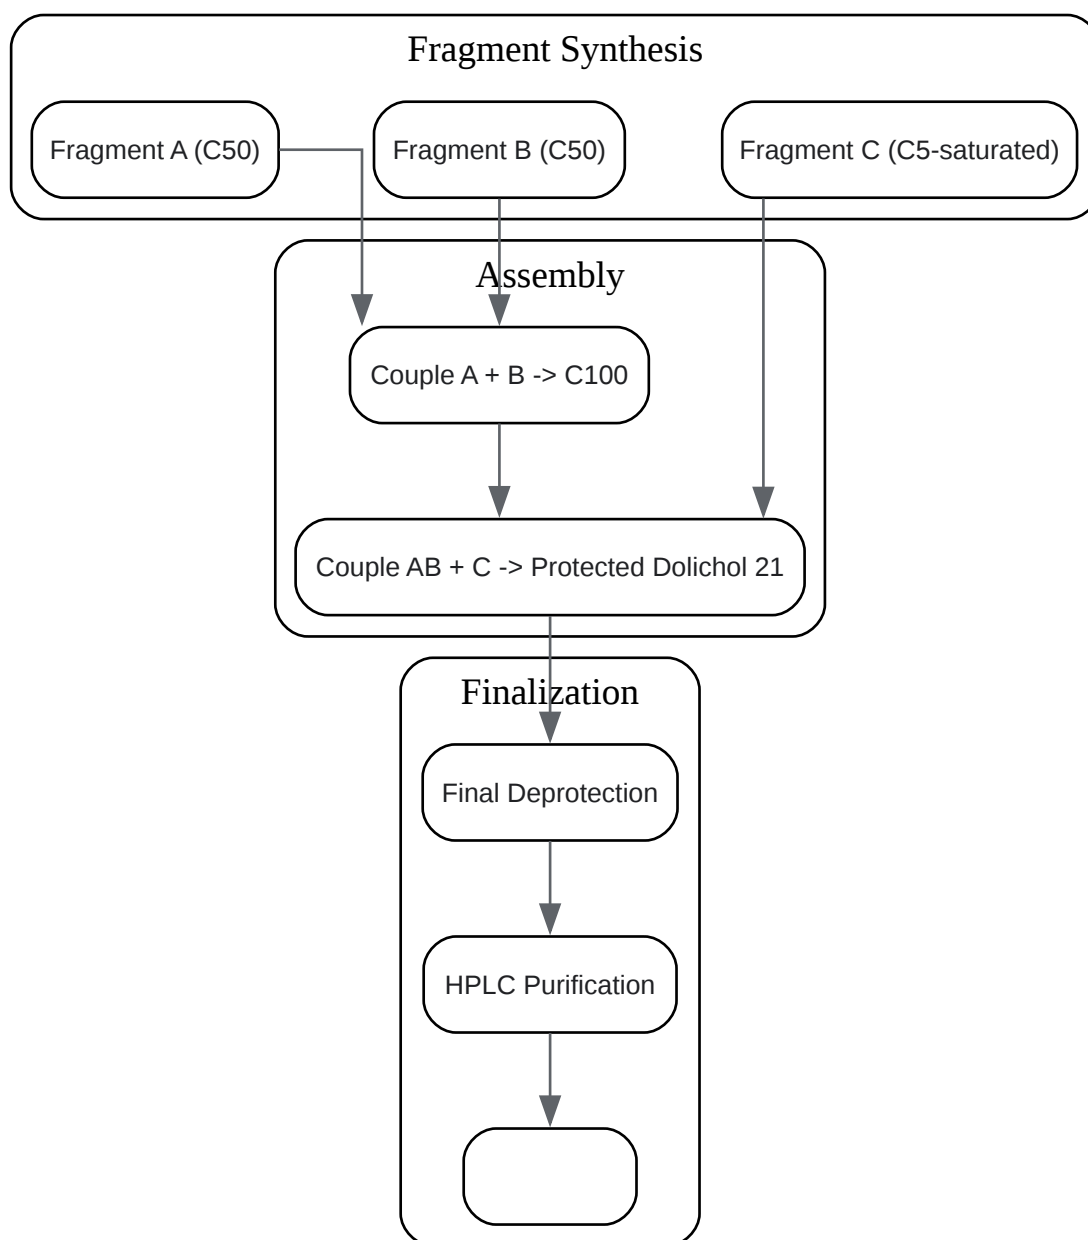 Fragment Synthesis
Fragment A (C50)
Fragment B (C50)
Fragment C (C5-saturated)
Assembly
Couple A + B -> C100
Couple AB + C -> Protected Dolichol 21
Finalization
Final Deprotection
HPLC Purification